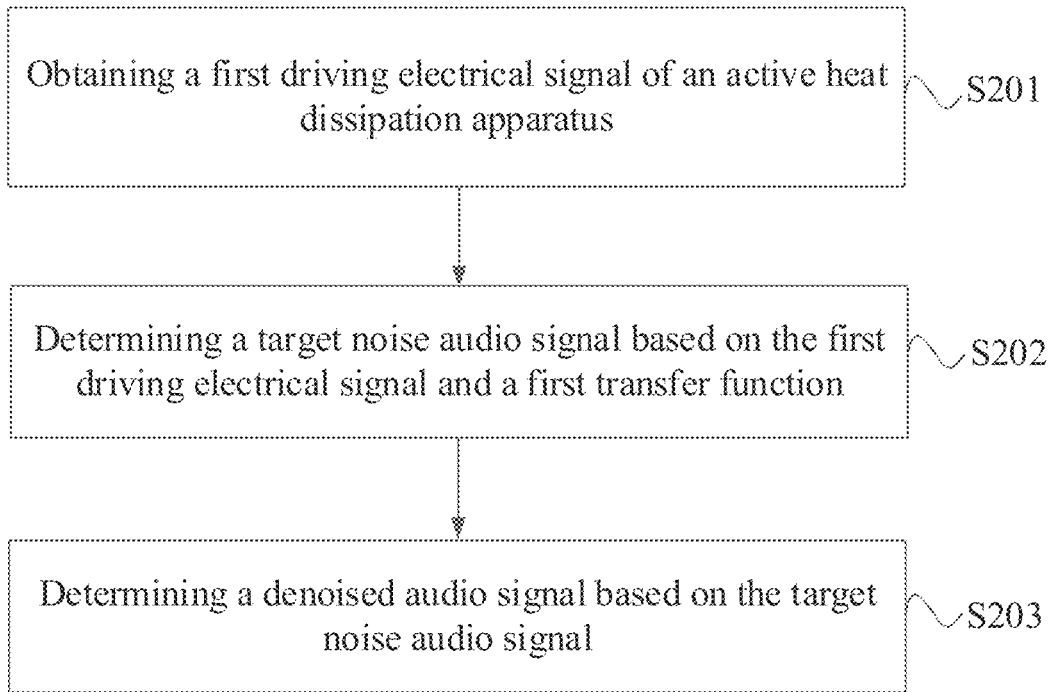 Obtaining a first driving electrical signal of an active heat
dissipation apparatus
S201
Determining a target noise audio signal based on the first
driving electrical signal and a first transfer function
S202
Determining a denoised audio signal based on the target
noise audio signal
S203